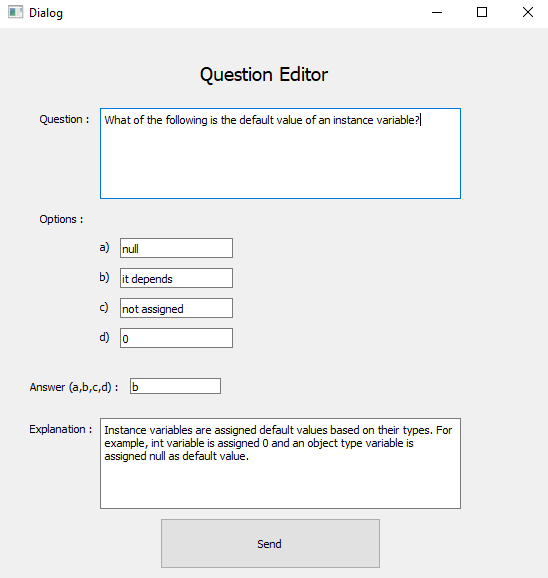 Dialog
Question Editor
Question :
What of the following is the default value of an instance variable?
Options :
a) null
b) it depends
c) not assigned
d) 0
Answer (a,b,c,d) : b
Explanation :
Instance variables are assigned default values based on their types. For
example, int variable is assigned 0 and an object type variable is
assigned null as default value.
Send